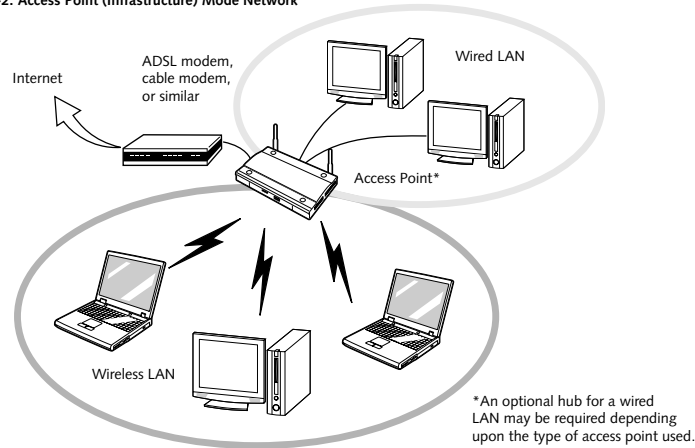 2. Access Point (Infrastructure) Mode Network
Internet
ADSL modem,
cable modem,
or similar
Wired LAN
Access Point*
Wireless LAN
*An optional hub for a wired
LAN may be required depending
upon the type of access point used.